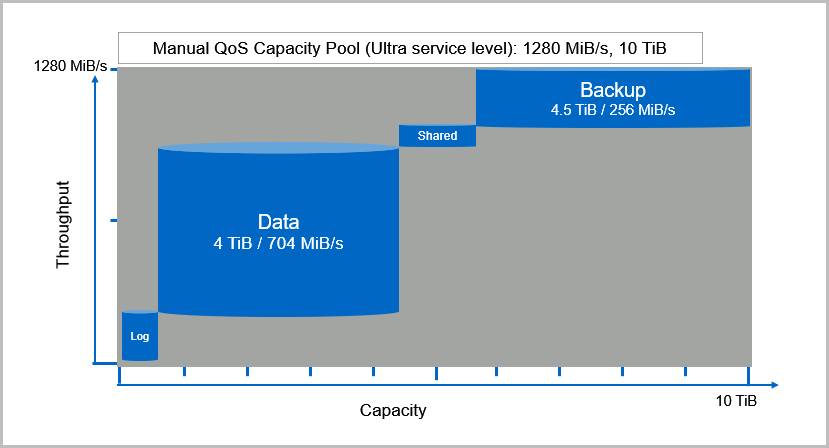 Manual QoS Capacity Pool (Ultra service level): 1280 MiB/s, 10 TiB
1280 MiB/s
Backup
4.5 TiB / 256 MiB/s
Shared
Data
4 TiB / 704 MiB/s
Throughput
Log
10 TiB
Capacity